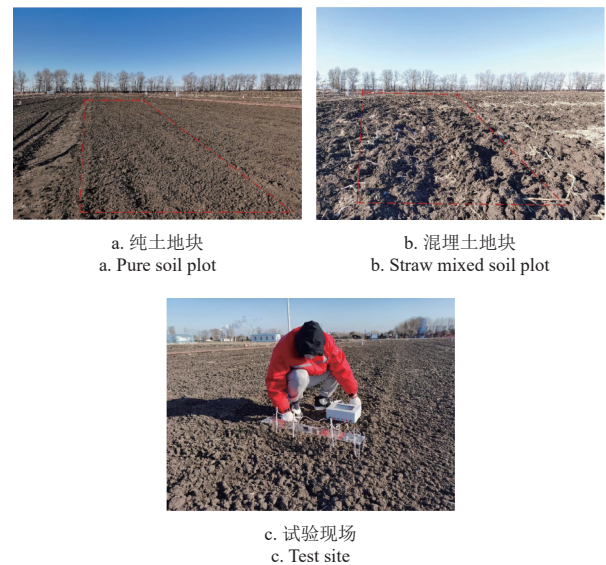 a. 纯土地块
a. Pure soil plot
b. 混埋土地块
b. Straw mixed soil plot
c. 试验现场
c. Test site